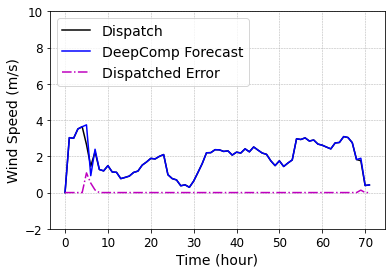 10
8
6
4
2
0
−2
Wind Speed (m/s)
Dispatch
DeepComp Forecast
Dispatched Error
0 10 20 30 40 50 60 70
Time (hour)